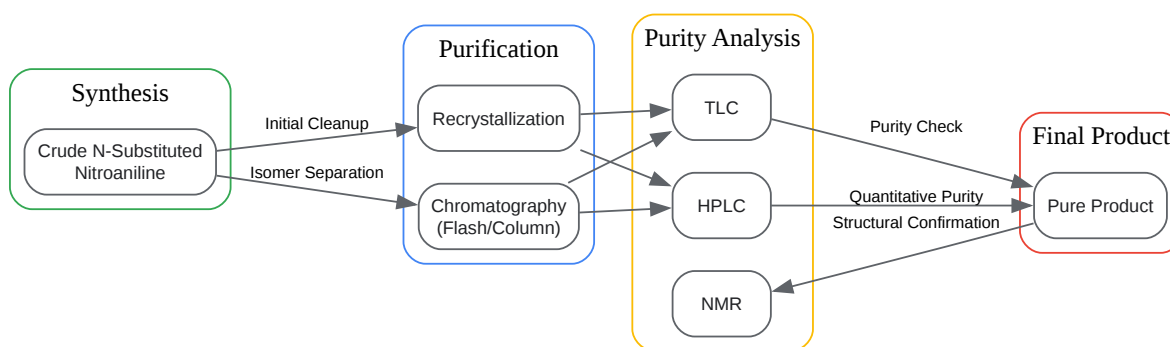 Synthesis
Crude N-Substituted
Nitroaniline
Initial Cleanup
Isomer Separation
Purification
Recrystallization
Chromatography
(Flash/Column)
Purity Analysis
TLC
HPLC
NMR
Purity Check
Quantitative Purity
Structural Confirmation
Final Product
Pure Product